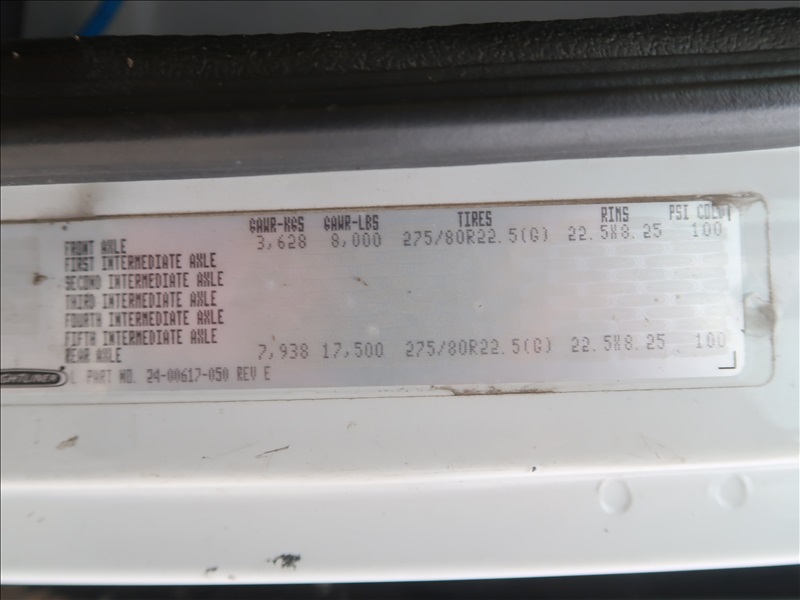 GAWR-KGS GAWR-LBS TIRES RIMS PSI COLD
FRONT AXLE 3,628 8,000 275/80R22.5(G) 22.5X8.25 100
FIRST INTERMEDIATE AXLE
SECOND INTERMEDIATE AXLE
THIRD INTERMEDIATE AXLE
FOURTH INTERMEDIATE AXLE
FIFTH INTERMEDIATE AXLE
REAR AXLE 7,938 17,500 275/80R22.5(G) 22.5X8.25 100
PART NO. 24-00617-050 REV E